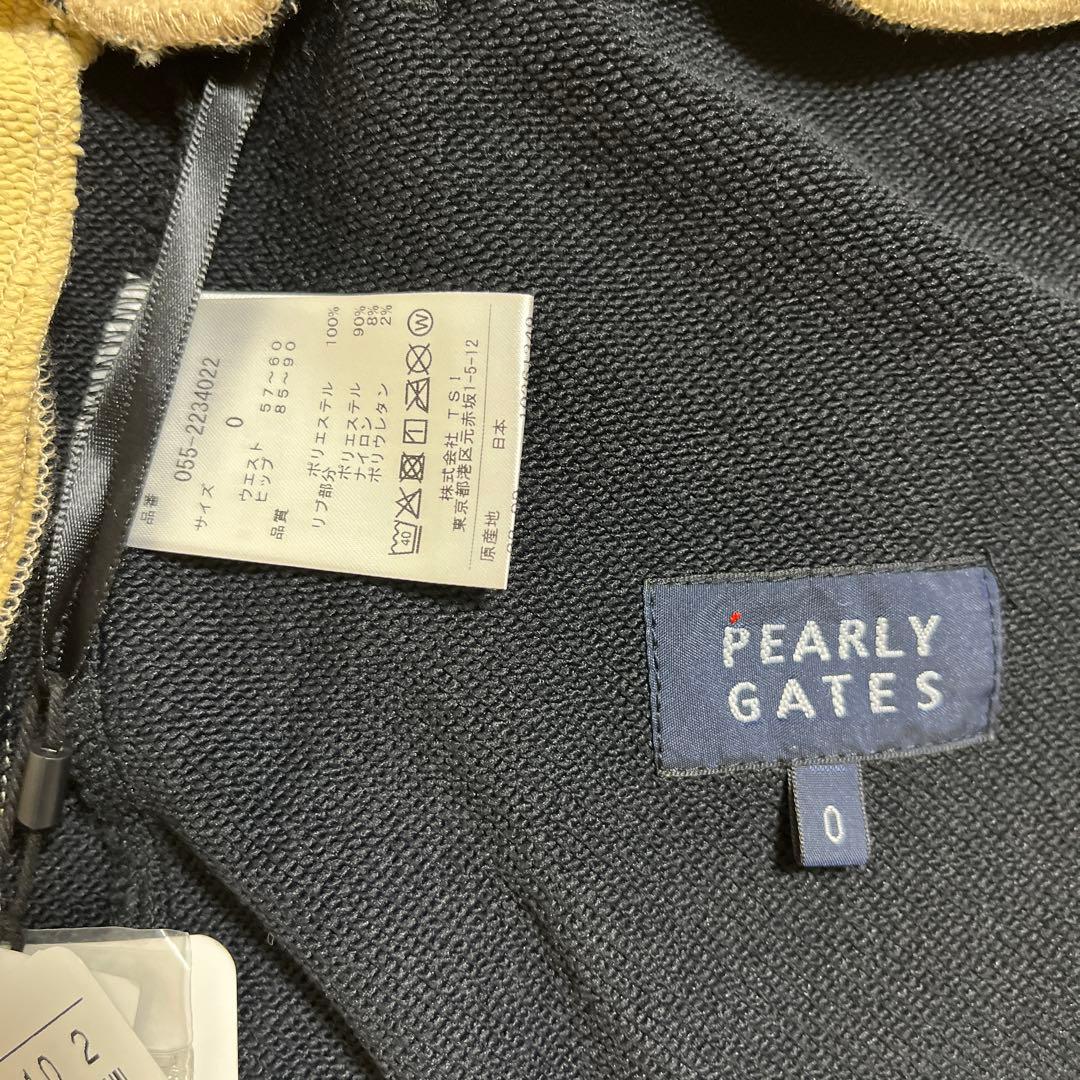 品番
055-2234022
サイズ
0
ウエスト 57~60
ヒップ 85~90
品質
ポリエステル 100%
リブ部分
ポリエステル 90%
ナイロン 8%
ポリウレタン 2%
40 W
株式会社 TSI
東京都港区元赤坂1-5-12
原産地 日本
PEARLY
GATES
0
2